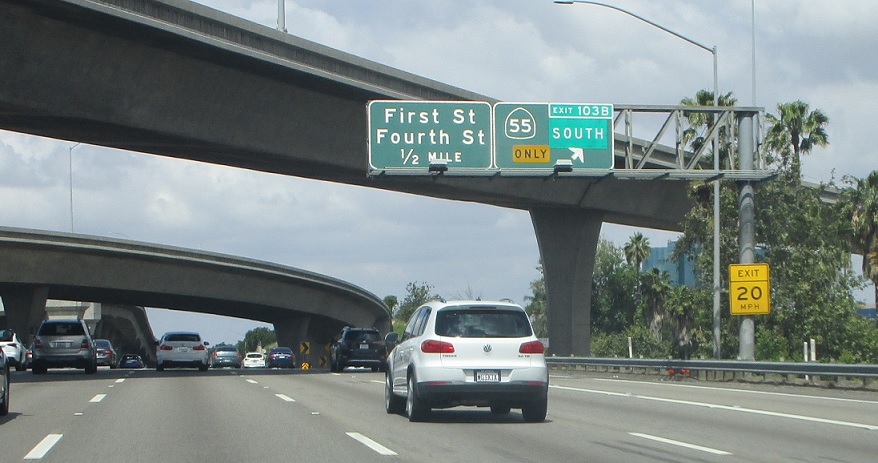 First St
Fourth St
1/2 MILE
EXIT 103B
55
SOUTH
ONLY
EXIT
20
MPH